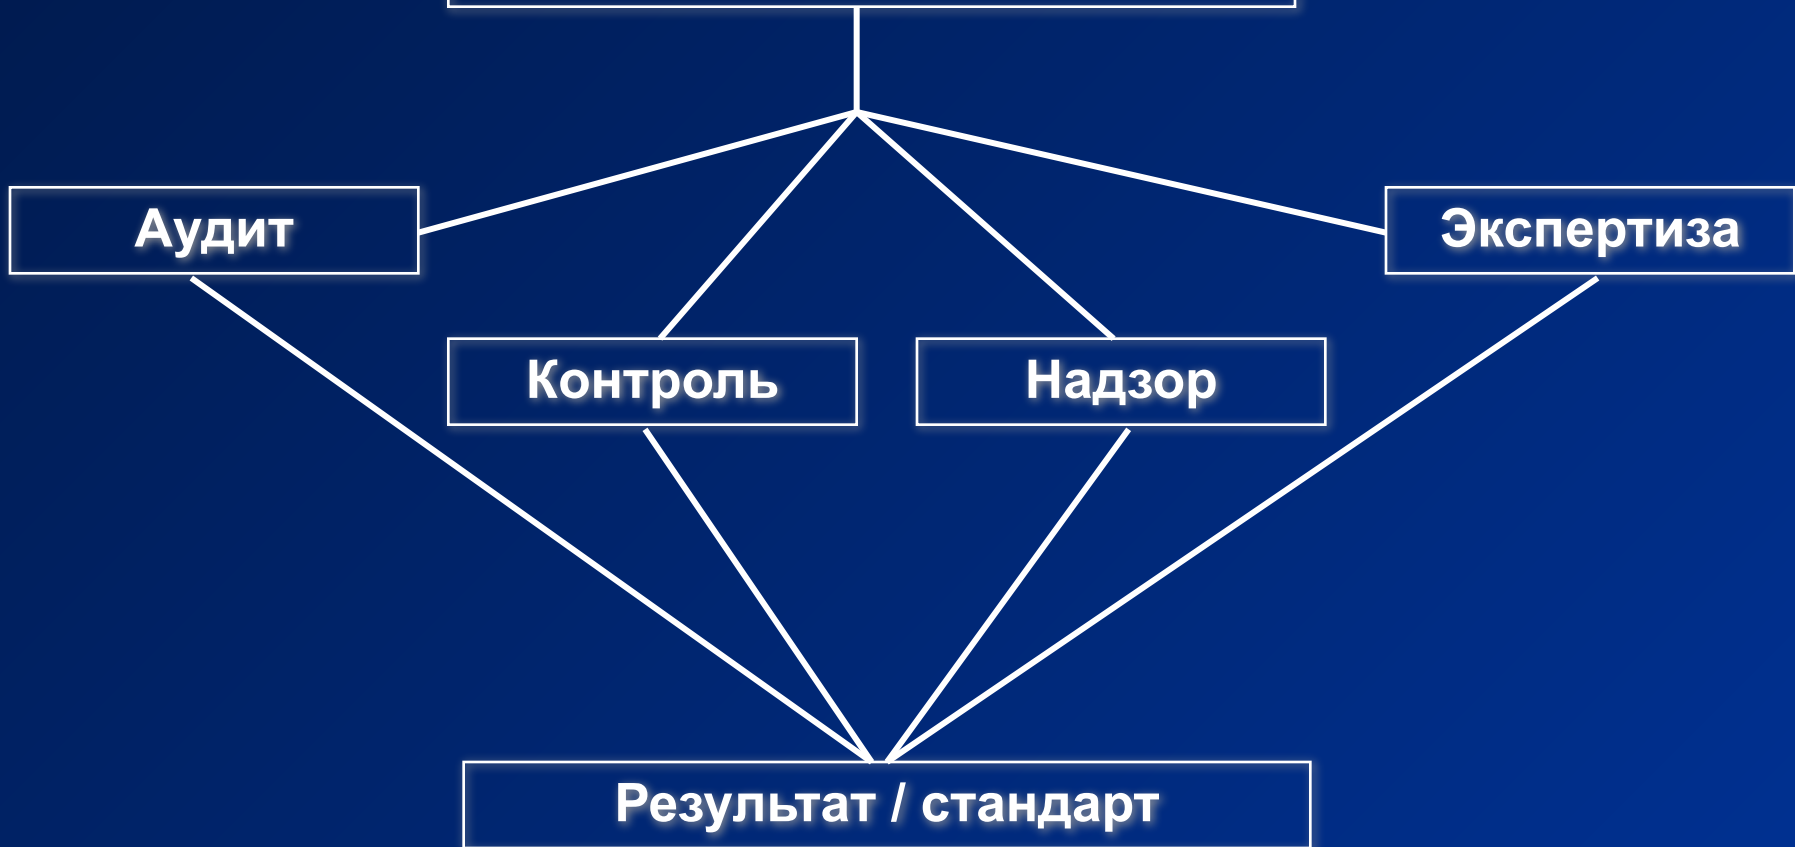 Аудит
Экспертиза
Контроль
Надзор
Результат / стандарт